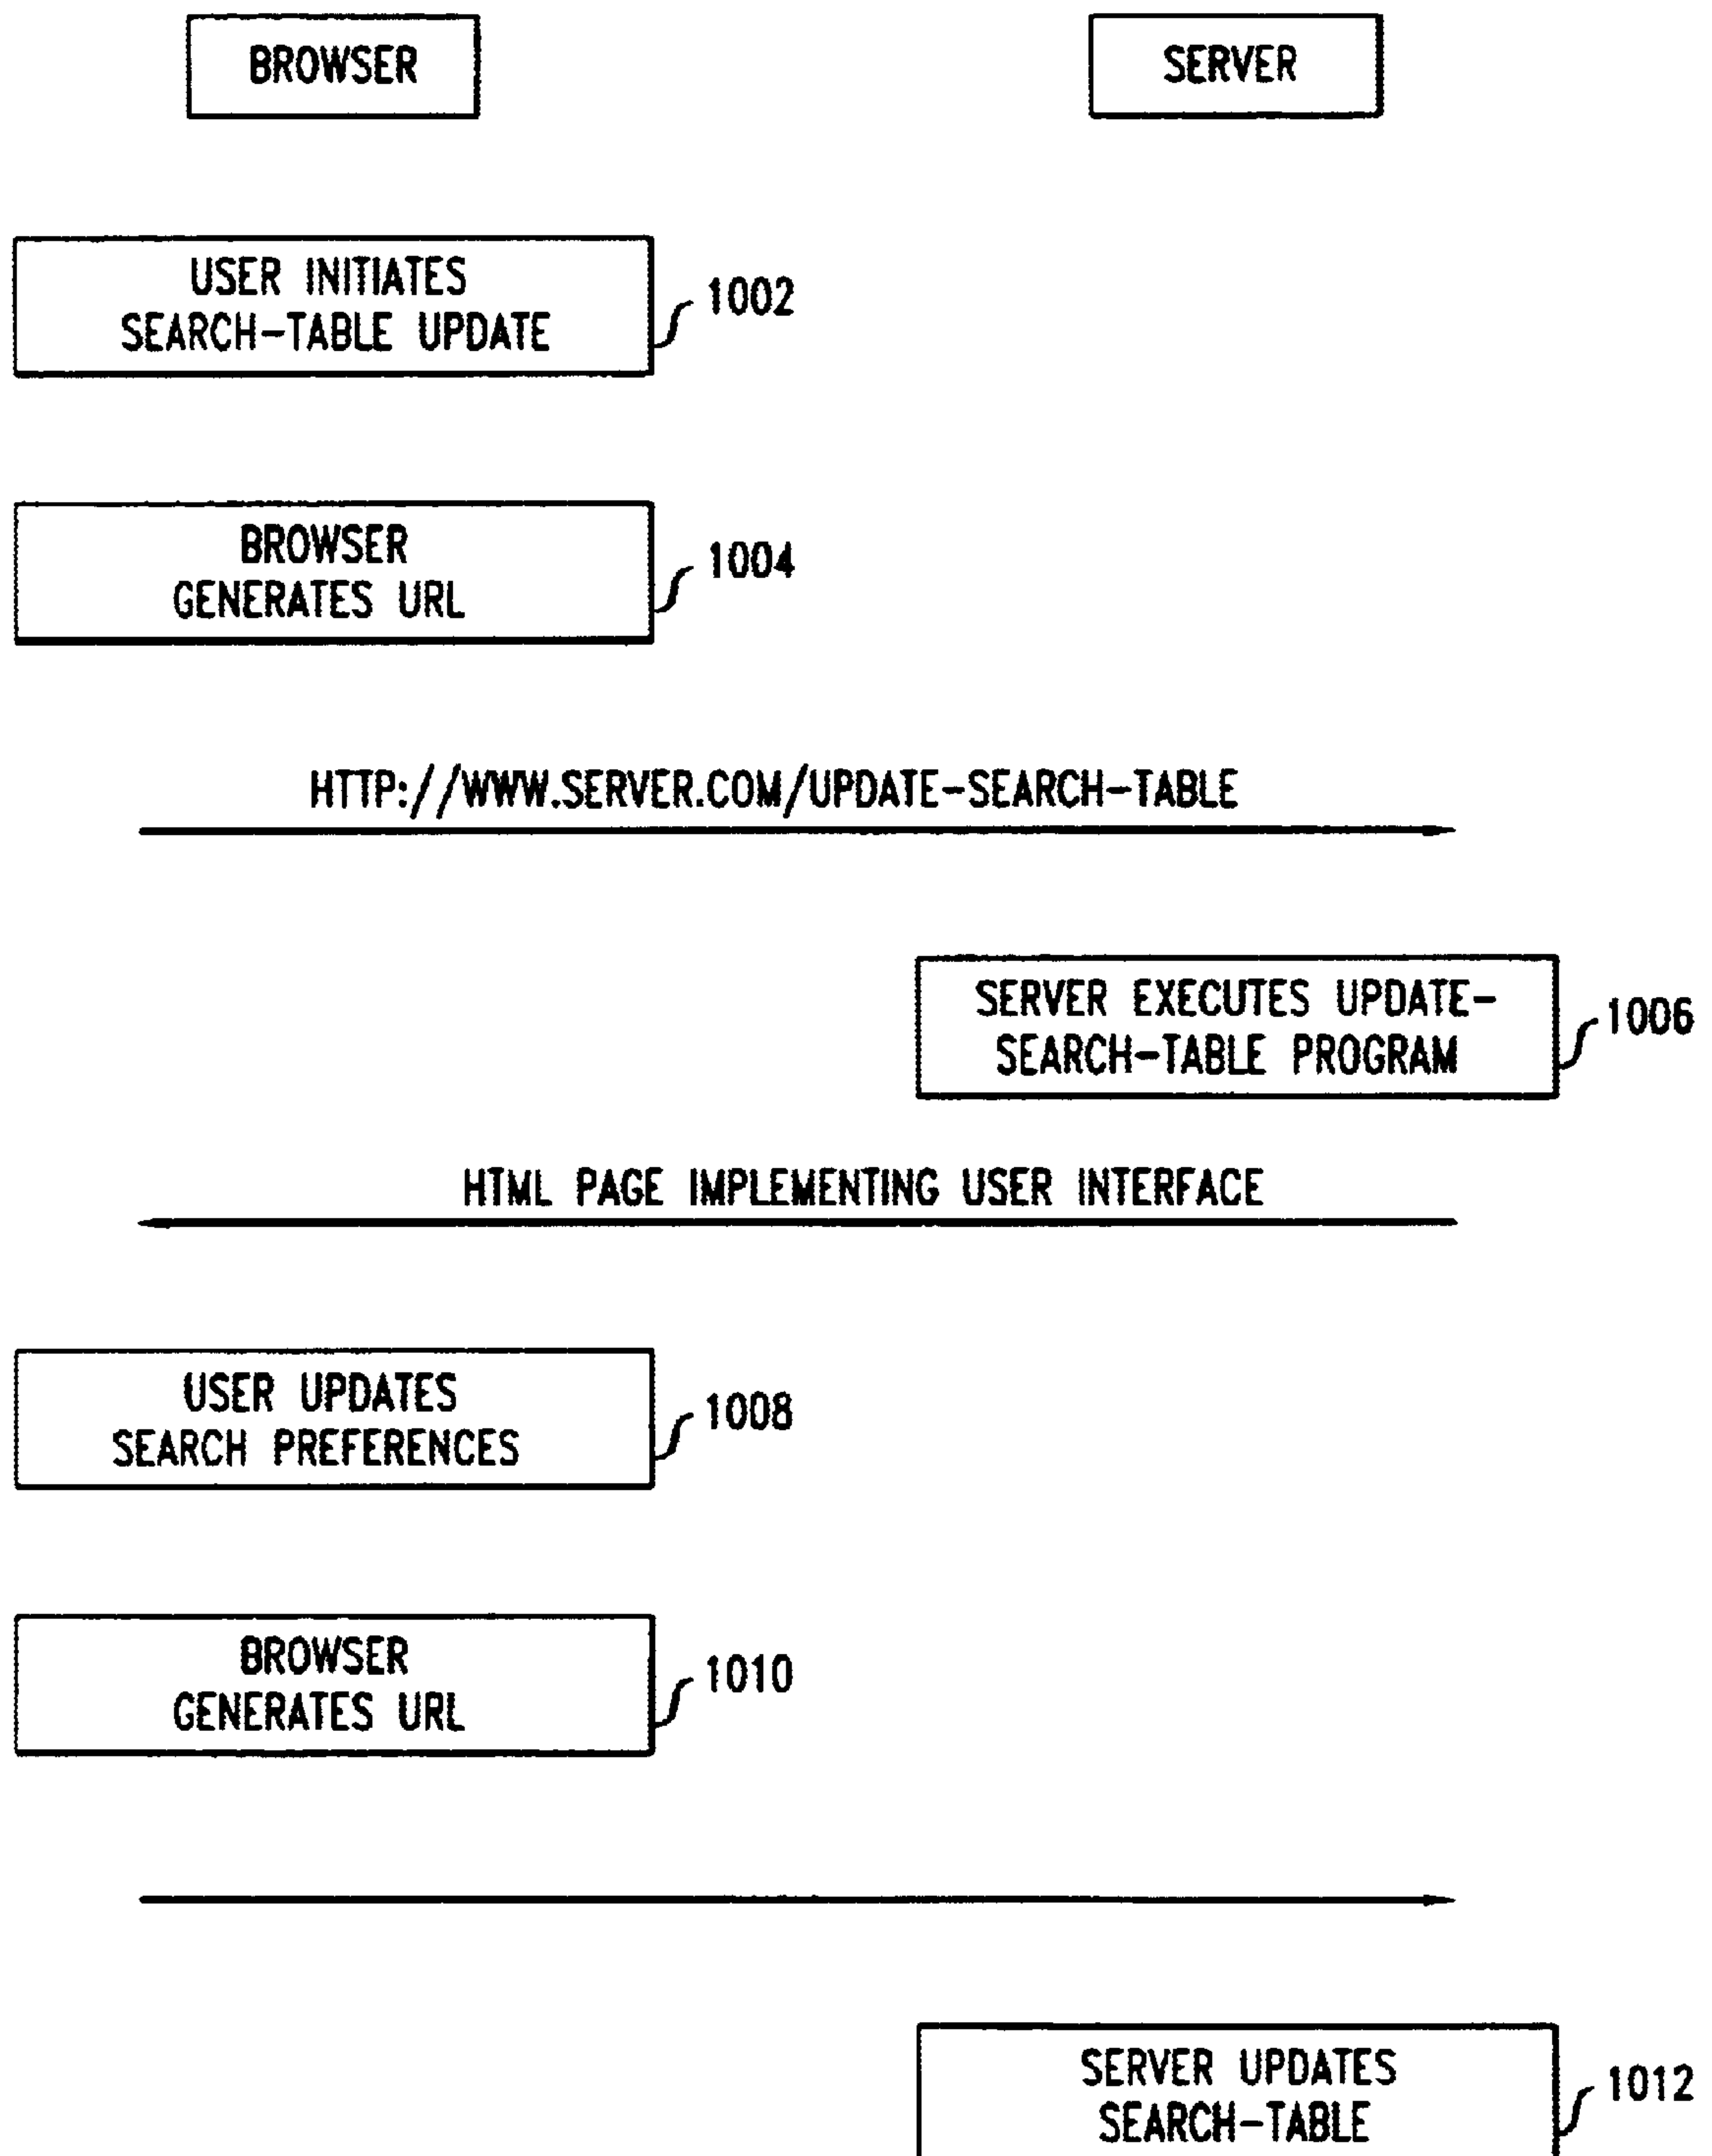 BROWSER
SERVER
USER INITIATES
SEARCH-TABLE UPDATE
1002
BROWSER
GENERATES URL
1004
HTTP://WWW.SERVER.COM/UPDATE-SEARCH-TABLE
SERVER EXECUTES UPDATE-
SEARCH-TABLE PROGRAM
1006
HTML PAGE IMPLEMENTING USER INTERFACE
USER UPDATES
SEARCH PREFERENCES
1008
BROWSER
GENERATES URL
1010
SERVER UPDATES
SEARCH-TABLE
1012